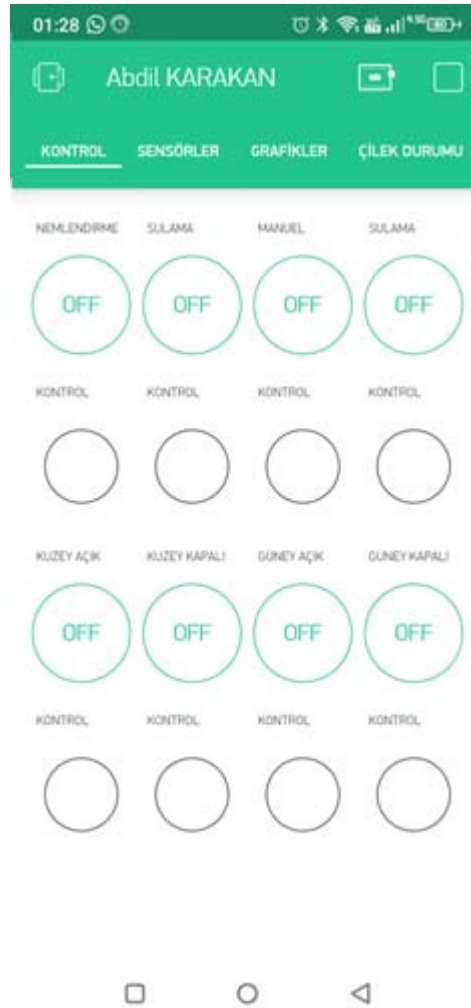 01:28
Abdil KARAKAN
KONTROL SENSÖRLER GRAFİKLER ÇİLEK DURUMU
NEMLENDİRME SULAMA MANUEL SULAMA
OFF OFF OFF OFF
KONTROL KONTROL KONTROL KONTROL
KUZEY AÇIK KUZEY KAPALI GÜNEY AÇIK GÜNEY KAPALI
OFF OFF OFF OFF
KONTROL KONTROL KONTROL KONTROL